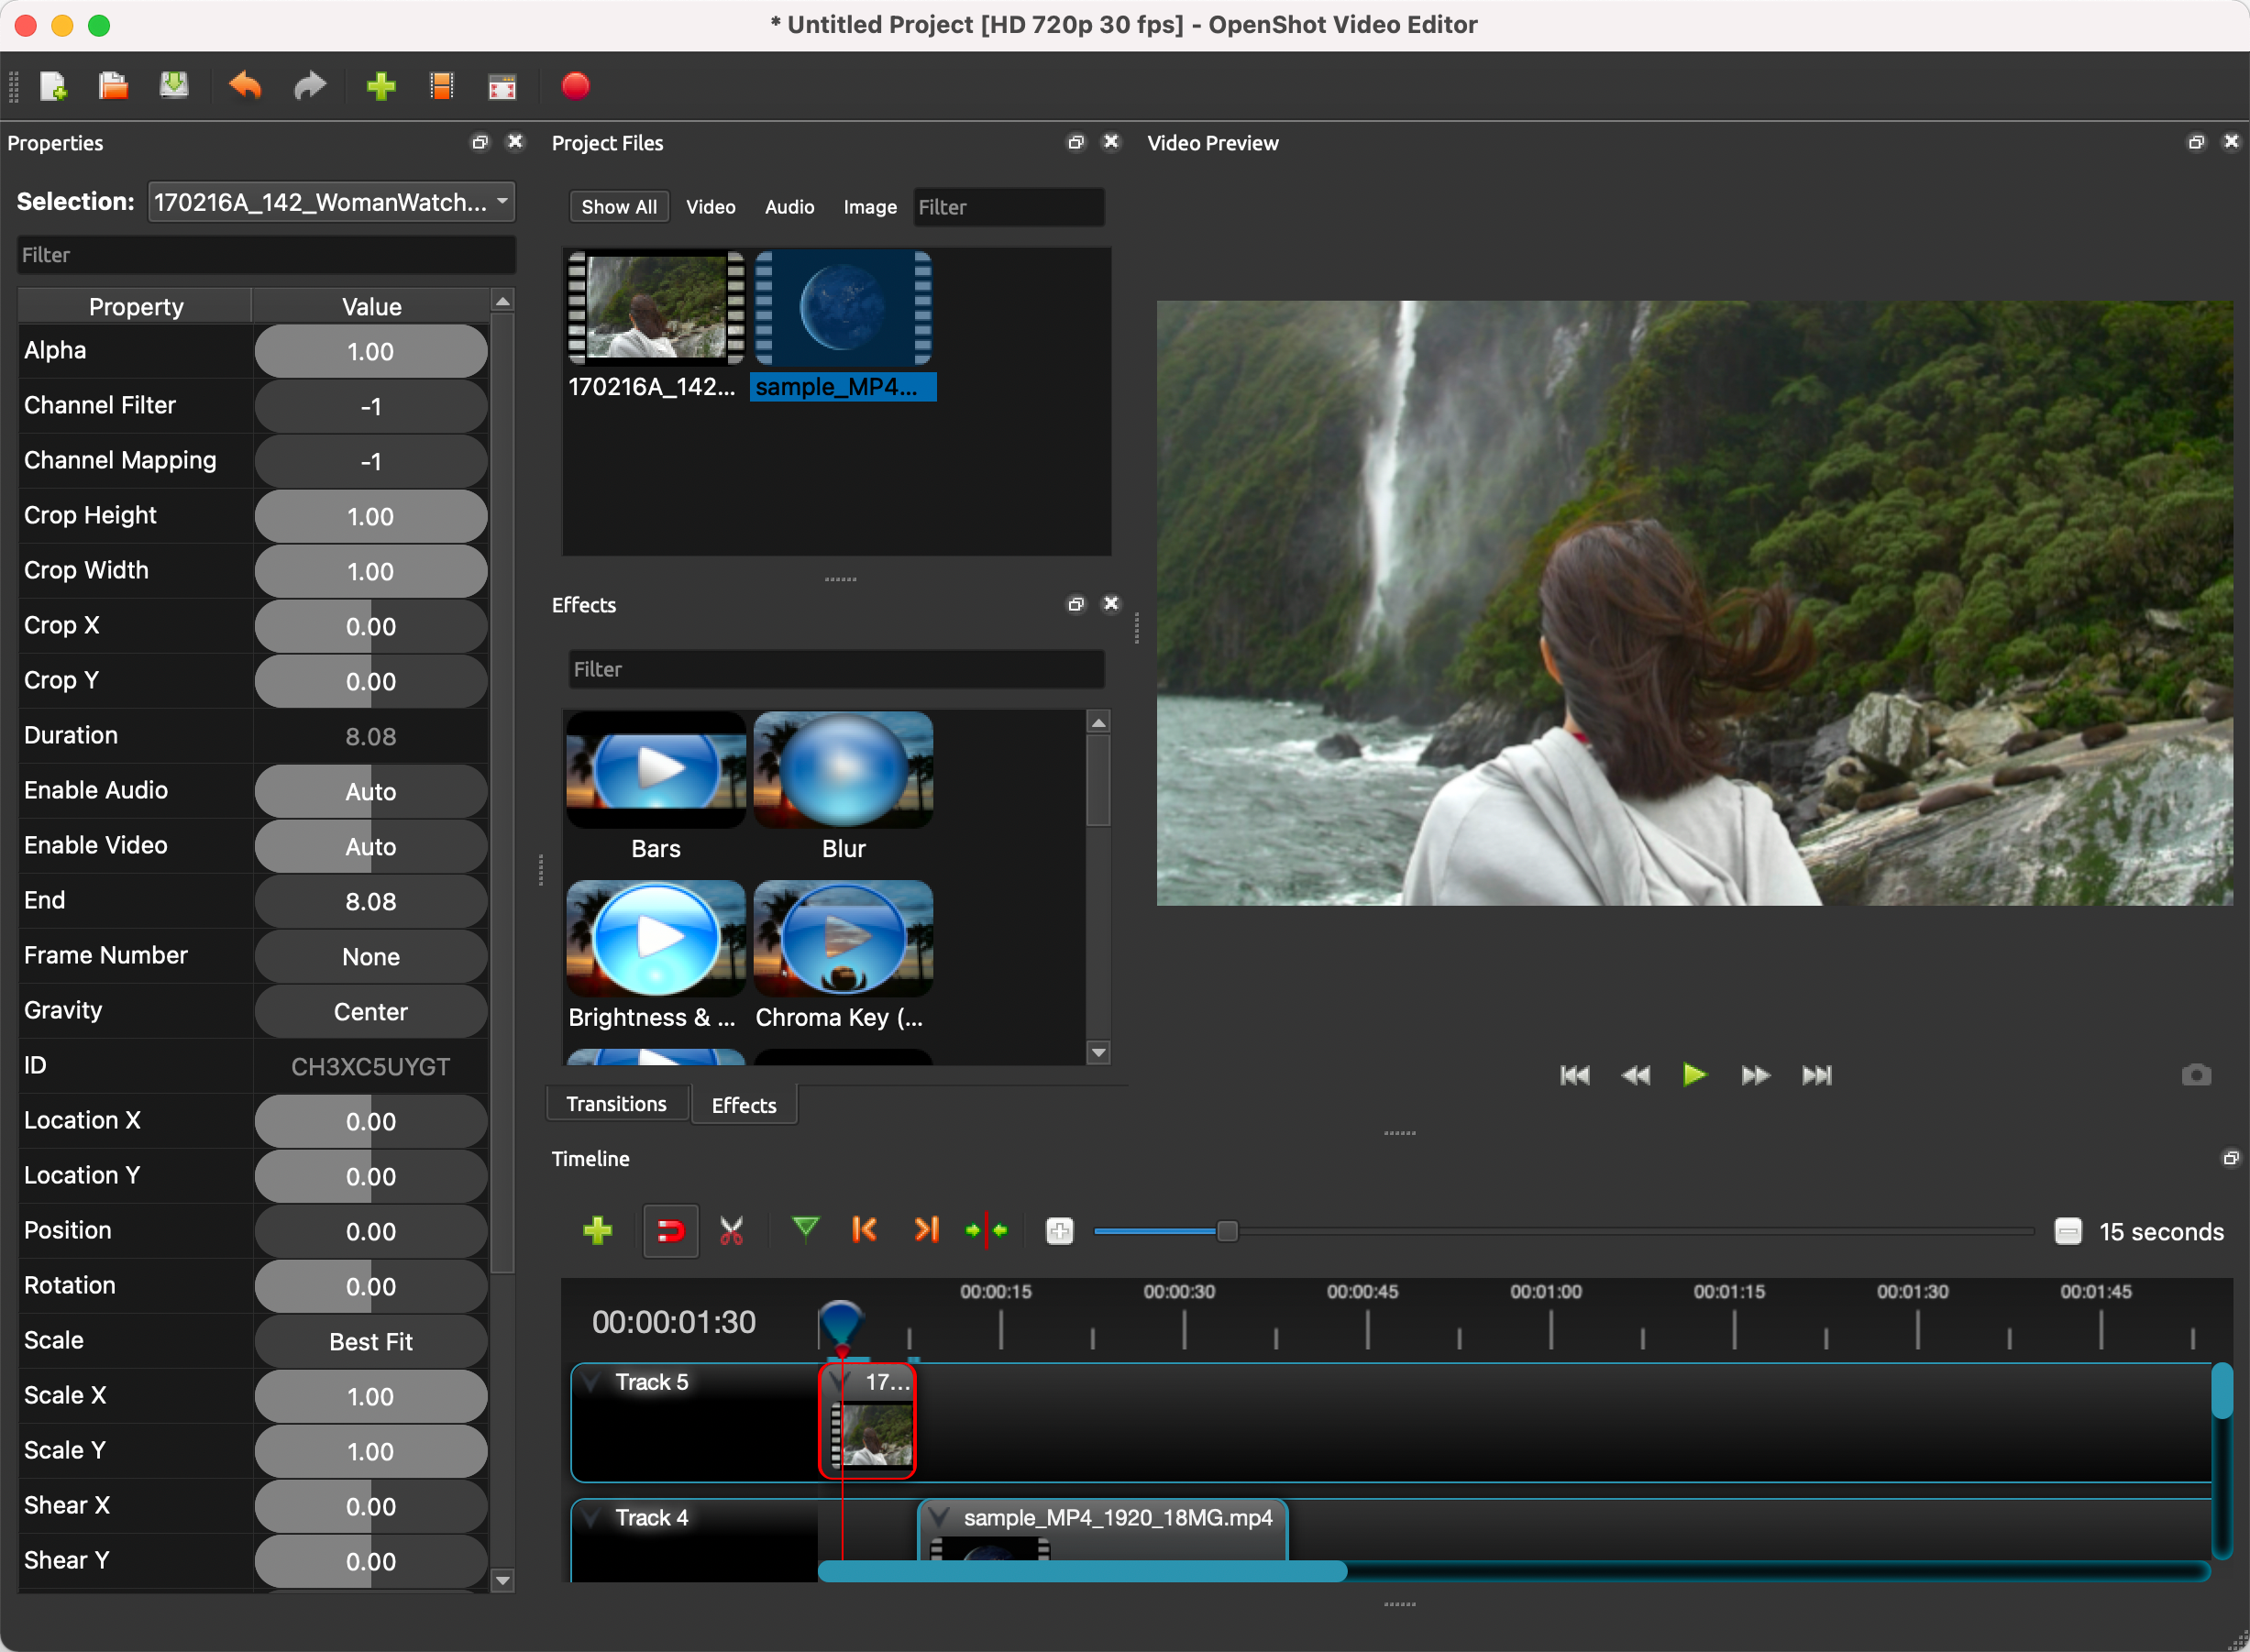 * Untitled Project [HD 720p 30 fps] - OpenShot Video Editor
Properties
Selection: 170216A_142_WomanWatch...
Filter
Property Value
Alpha 1.00
Channel Filter -1
Channel Mapping -1
Crop Height 1.00
Crop Width 1.00
Crop X 0.00
Crop Y 0.00
Duration 8.08
Enable Audio Auto
Enable Video Auto
End 8.08
Frame Number None
Gravity Center
ID CH3XC5UYGT
Location X 0.00
Location Y 0.00
Position 0.00
Rotation 0.00
Scale Best Fit
Scale X 1.00
Scale Y 1.00
Shear X 0.00
Shear Y 0.00
Project Files
Show All Video Audio Image Filter
170216A_142... sample_MP4...
Effects
Filter
Bars Blur
Brightness & ... Chroma Key (...
Transitions Effects
Video Preview
Timeline
15 seconds
00:00:01:30
00:00:15 00:00:30 00:00:45 00:01:00 00:01:15 00:01:30 00:01:45
Track 5 17...
Track 4 sample_MP4_1920_18MG.mp4